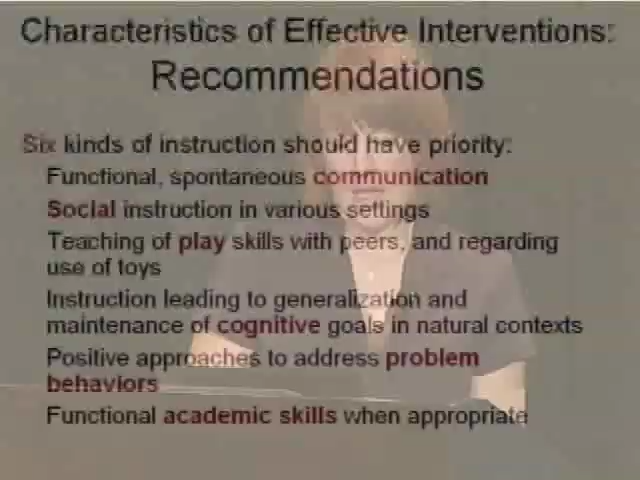 Characteristics of Effective Interventions:
Recommendations
Six kinds of instruction should have priority:
Functional, spontaneous communication
Social instruction in various settings
Teaching of play skills with peers, and regarding
use of toys
Instruction leading to generalization and
maintenance of cognitive goals in natural contexts
Positive approaches to address problem
behaviors
Functional academic skills when appropriate